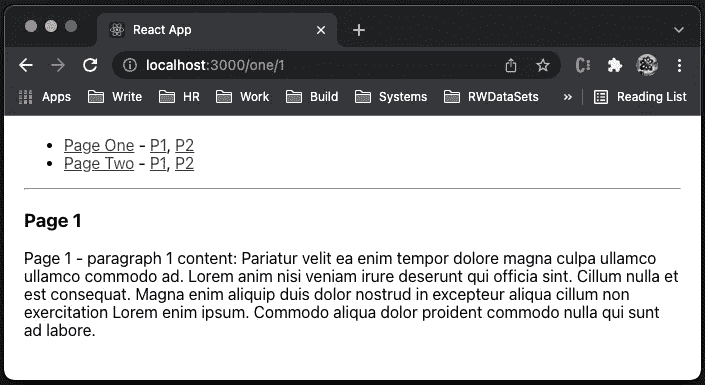 React App
localhost:3000/one/1
Apps Write HR Work Build Systems RWDataSets » Reading List
Page One - P1, P2
Page Two - P1, P2
Page 1
Page 1 - paragraph 1 content: Pariatur velit ea enim tempor dolore magna culpa ullamco
ullamco commodo ad. Lorem anim nisi veniam irure deserunt qui officia sint. Cillum nulla et
est consequat. Magna enim aliquip duis dolor nostrud in excepteur aliqua cillum non
exercitation Lorem enim ipsum. Commodo aliqua dolor proident commodo nulla qui sunt
ad labore.